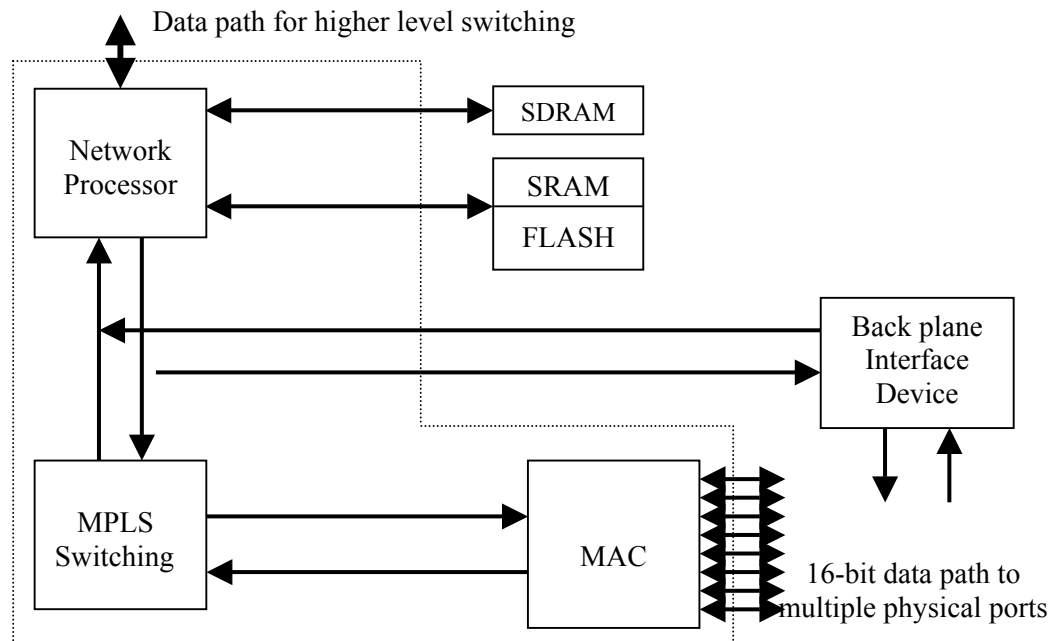 Data path for higher level switching
Network
Processor
SDRAM
SRAM
FLASH
Back plane
Interface
Device
MPLS
Switching
MAC
16-bit data path to
multiple physical ports